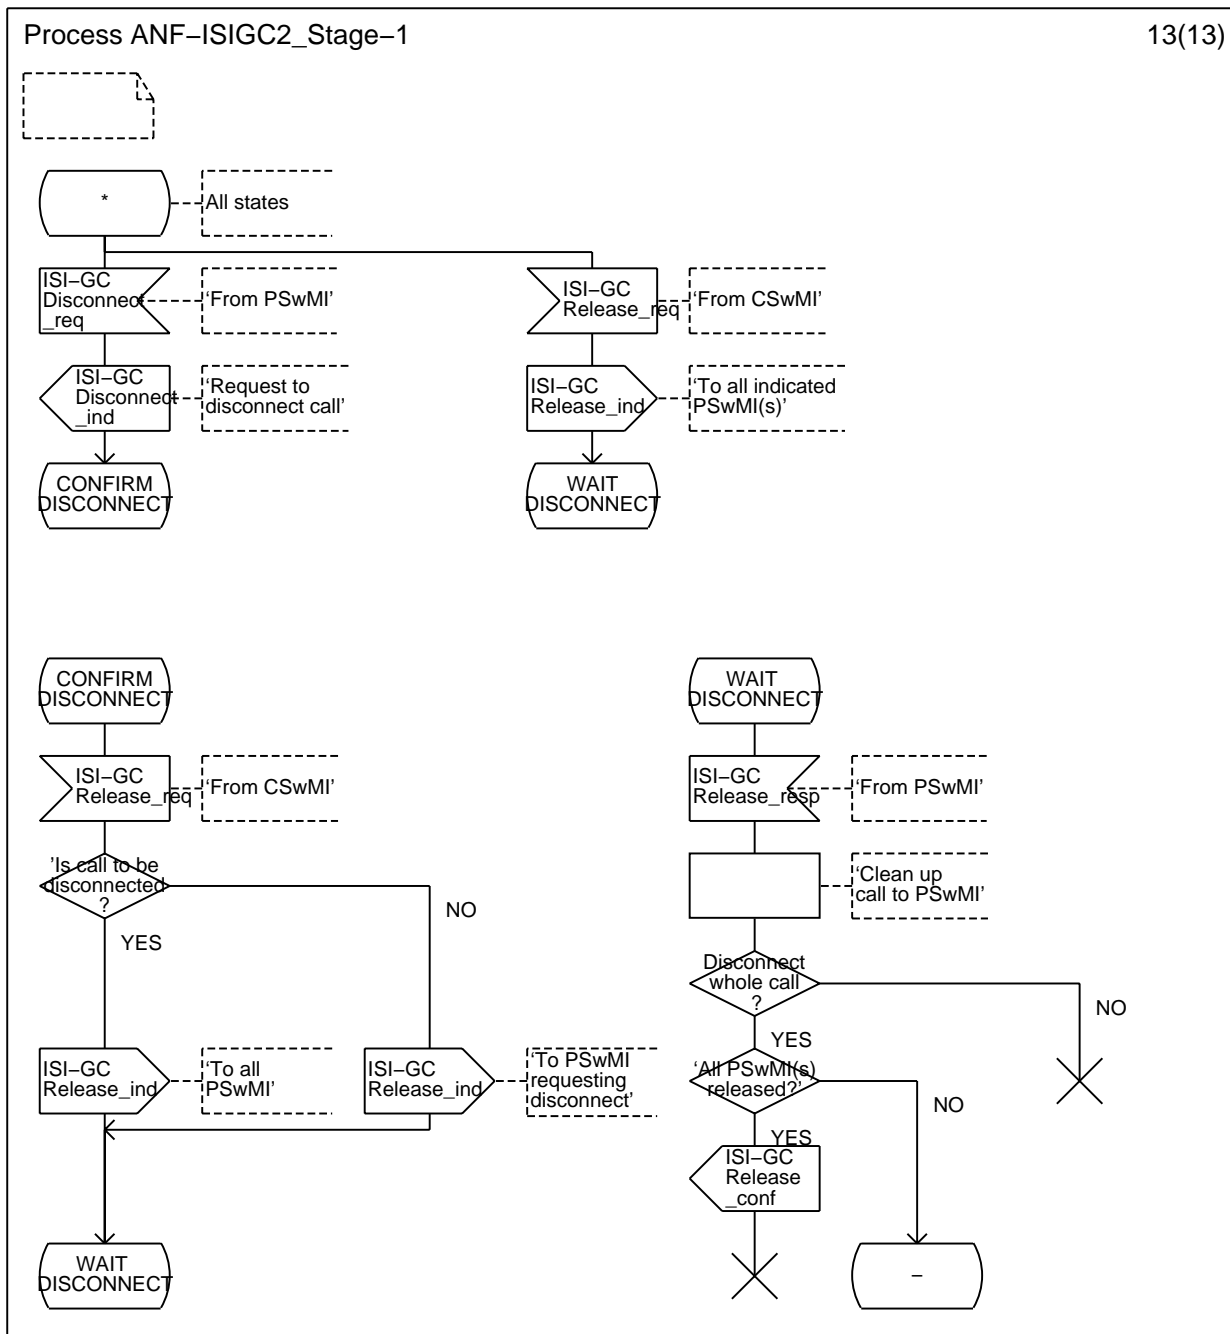 Process ANF−ISIGC2_Stage−1
13(13)
*
All states
ISI−GC
Disconnect
_req
‘From PSwMI’
ISI−GC
Release_req
‘From CSwMI’
ISI−GC
Disconnect
_ind
‘Request to
disconnect call’
ISI−GC
Release_ind
‘To all indicated
PSwMI(s)’
CONFIRM
DISCONNECT
WAIT
DISCONNECT
CONFIRM
DISCONNECT
ISI−GC
Release_req
‘From CSwMI’
’Is call to be
disconnected
?
NO
YES
ISI−GC
Release_ind
‘To all
PSwMI’
ISI−GC
Release_ind
‘To PSwMI
requesting
disconnect’
WAIT
DISCONNECT
WAIT
DISCONNECT
ISI−GC
Release_resp
‘From PSwMI’
‘Clean up
call to PSwMI’
Disconnect
whole call
?
NO
YES
‘All PSwMI(s)
released?’
NO
YES
ISI−GC
Release
_conf
−